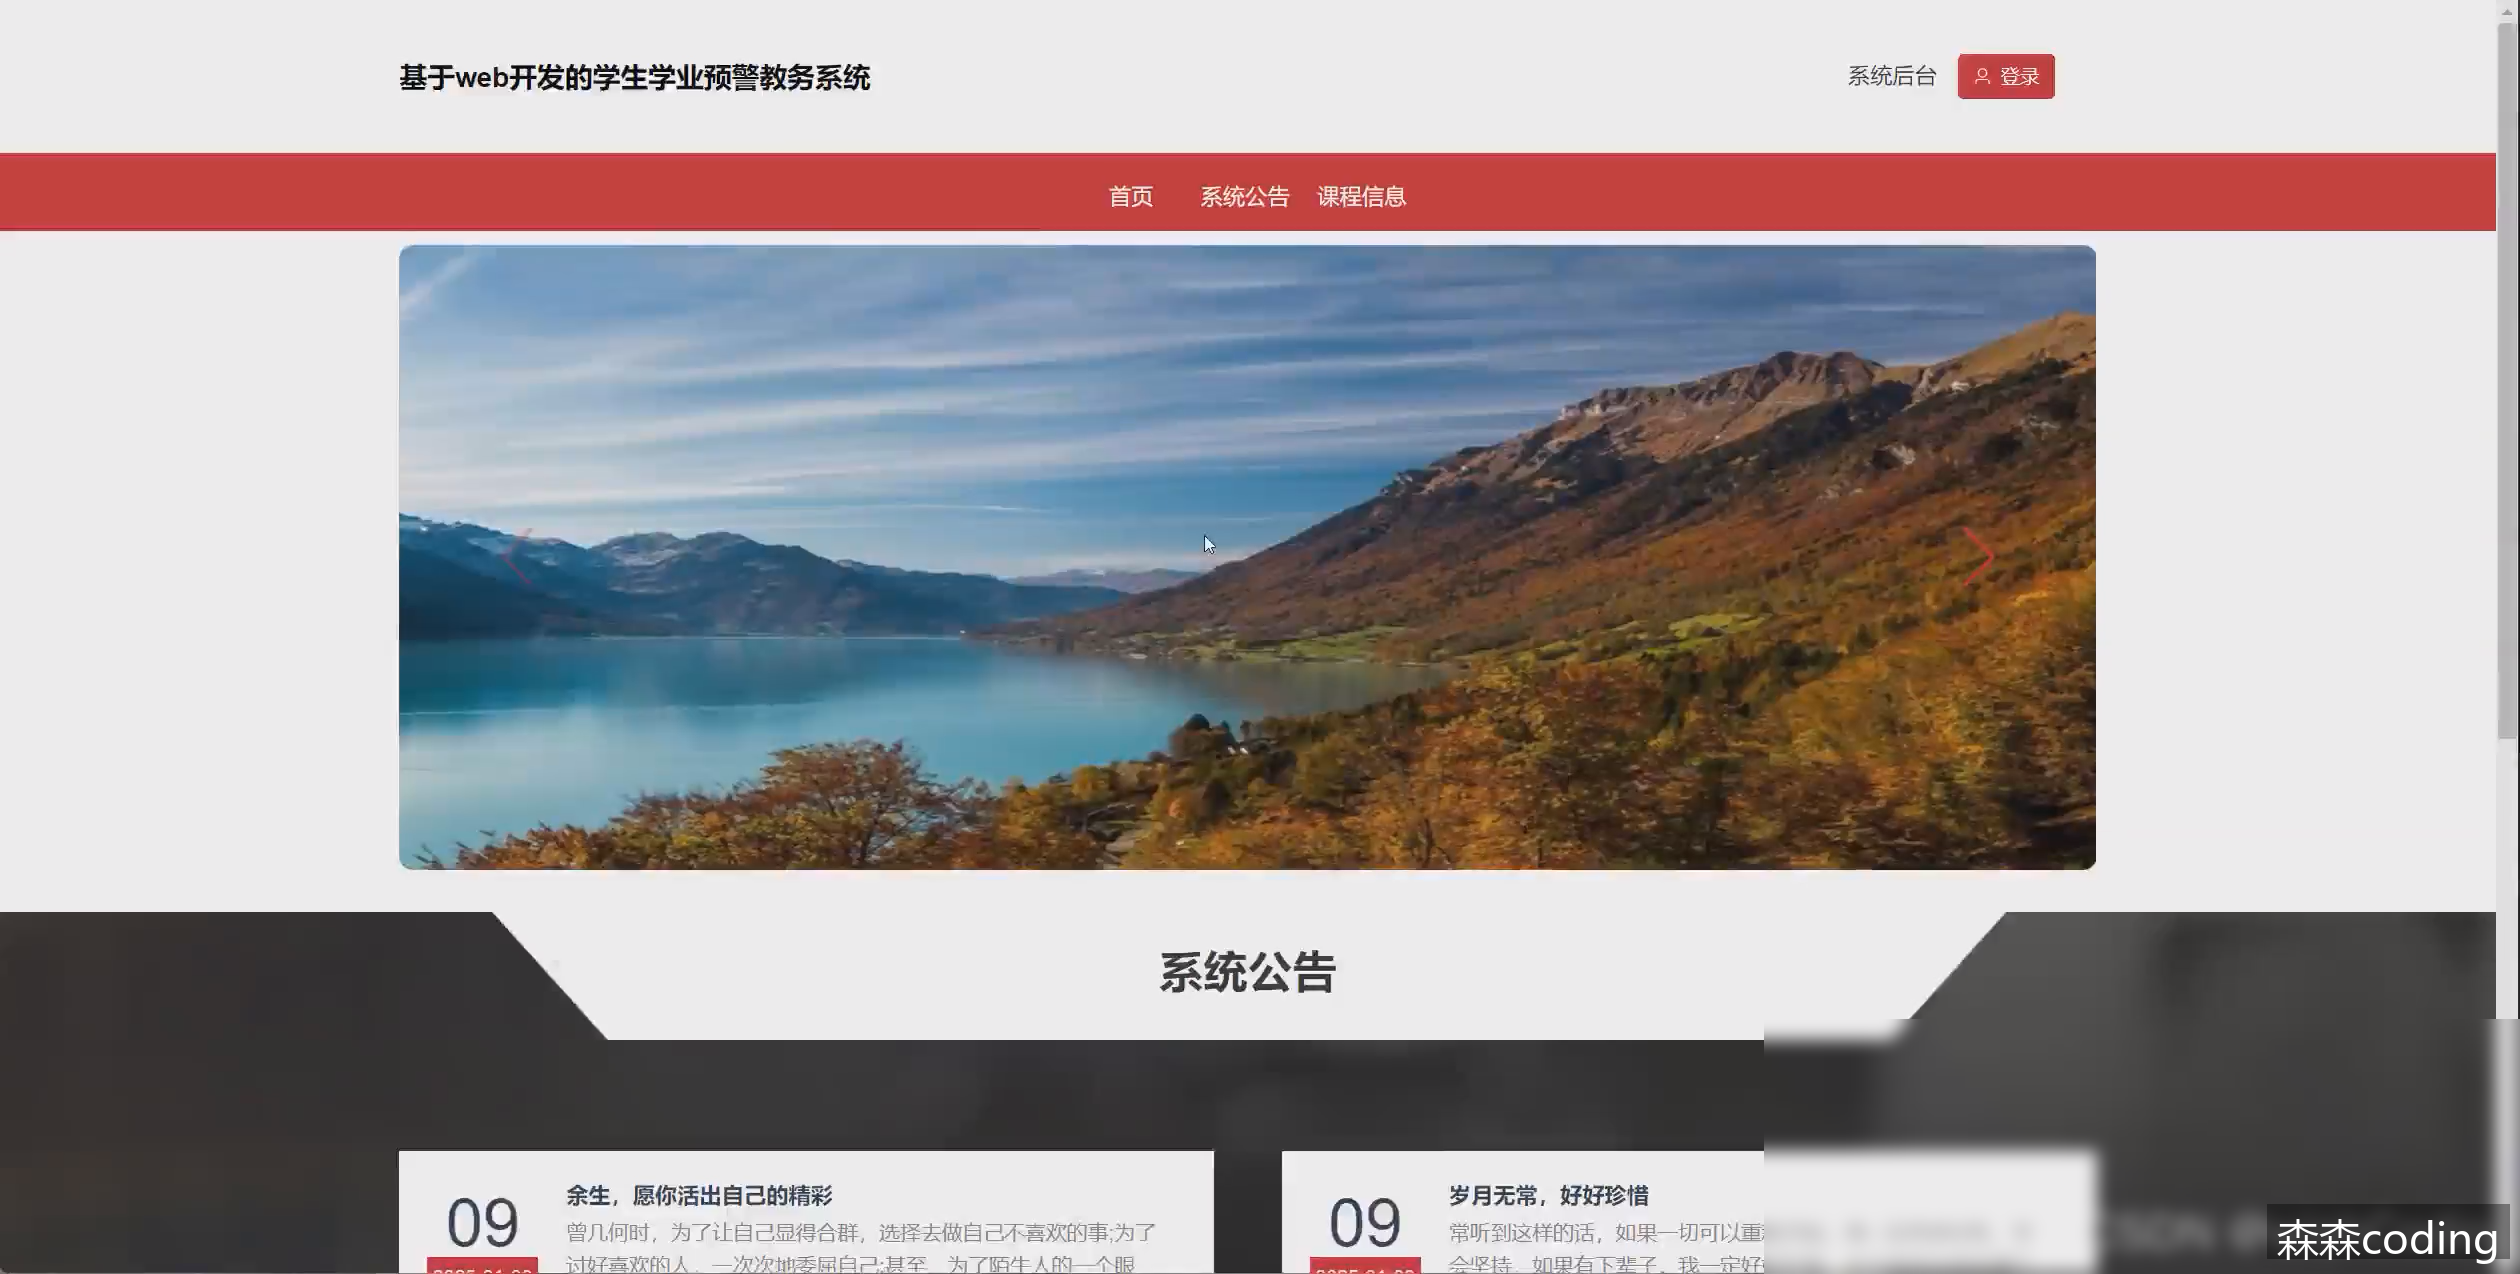 基于web开发的学生学业预警教务系统
系统后台
登录
首页
系统公告
课程信息
系统公告
09
余生，愿你活出自己的精彩
曾几何时，为了让自己显得合群，选择去做自己不喜欢的事;为了
讨好喜欢的人，一次次地委屈自己;甚至，为了陌生人的一个眼
09
岁月无常，好好珍惜
常听到这样的话，如果一切可以重
会坚持，如果有下辈子，我一定好
森森coding